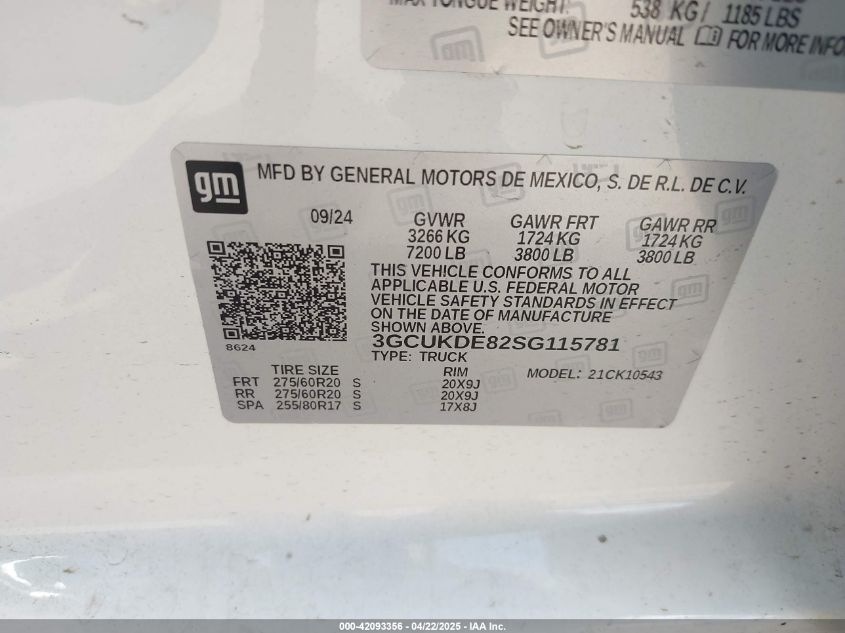 MAX TONGUE WEIGHT:
538 KG / 1185 LBS
SEE OWNER'S MANUAL FOR MORE INFO
gm
MFD BY GENERAL MOTORS DE MEXICO, S. DE R.L. DE C.V.
09/24 GVWR GAWR FRT GAWR RR
3266 KG 1724 KG 1724 KG
7200 LB 3800 LB 3800 LB
THIS VEHICLE CONFORMS TO ALL
APPLICABLE U.S. FEDERAL MOTOR
VEHICLE SAFETY STANDARDS IN EFFECT
ON THE DATE OF MANUFACTURE
SHOWN ABOVE.
8624
3GCUKDE82SG115781
TYPE: TRUCK
TIRE SIZE RIM MODEL: 21CK10543
FRT 275/60R20 S 20X9J
RR 275/60R20 S 20X9J
SPA 255/80R17 S 17X8J
000-42093356 - 04/22/2025 - IAA Inc.